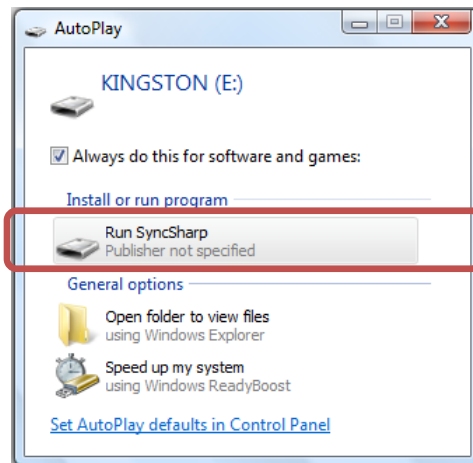 AutoPlay
KINGSTON (E:)
Always do this for software and games:
Install or run program
Run SyncSharp
Publisher not specified
General options
Open folder to view files
using Windows Explorer
Speed up my system
using Windows ReadyBoost
Set AutoPlay defaults in Control Panel